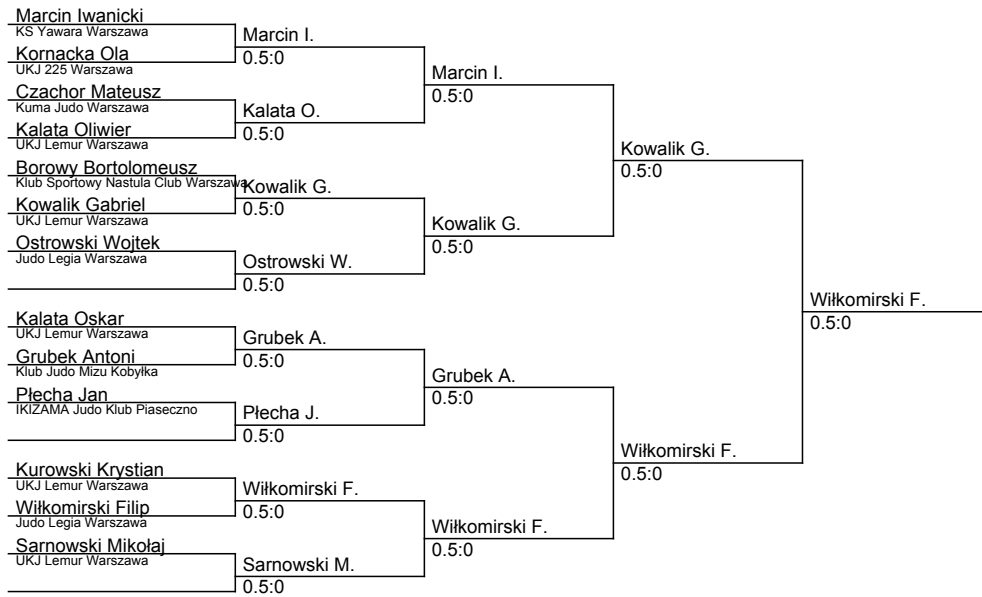 Marcin Iwanicki
KS Yawara Warszawa
Kornacka Ola
UKJ 225 Warszawa
Czachor Mateusz
Kuma Judo Warszawa
Kalata Oliwier
UKJ Lemur Warszawa
Borowy Bortolomeusz
Klub Sportowy Nastula Club Warszawa
Kowalik Gabriel
UKJ Lemur Warszawa
Ostrowski Wojtek
Judo Legia Warszawa
Kalata Oskar
UKJ Lemur Warszawa
Grubek Antoni
Klub Judo Mizu Kobyłka
Płecha Jan
IKIZAMA Judo Klub Piaseczno
Kurowski Krystian
UKJ Lemur Warszawa
Wiłkomirski Filip
Judo Legia Warszawa
Sarnowski Mikołaj
UKJ Lemur Warszawa
Marcin I.
0.5:0
Kalata O.
0.5:0
Kowalik G.
0.5:0
Ostrowski W.
0.5:0
Grubek A.
0.5:0
Płecha J.
0.5:0
Wiłkomirski F.
0.5:0
Sarnowski M.
0.5:0
Marcin I.
0.5:0
Kowalik G.
0.5:0
Grubek A.
0.5:0
Wiłkomirski F.
0.5:0
Kowalik G.
0.5:0
Wiłkomirski F.
0.5:0
Wiłkomirski F.
0.5:0